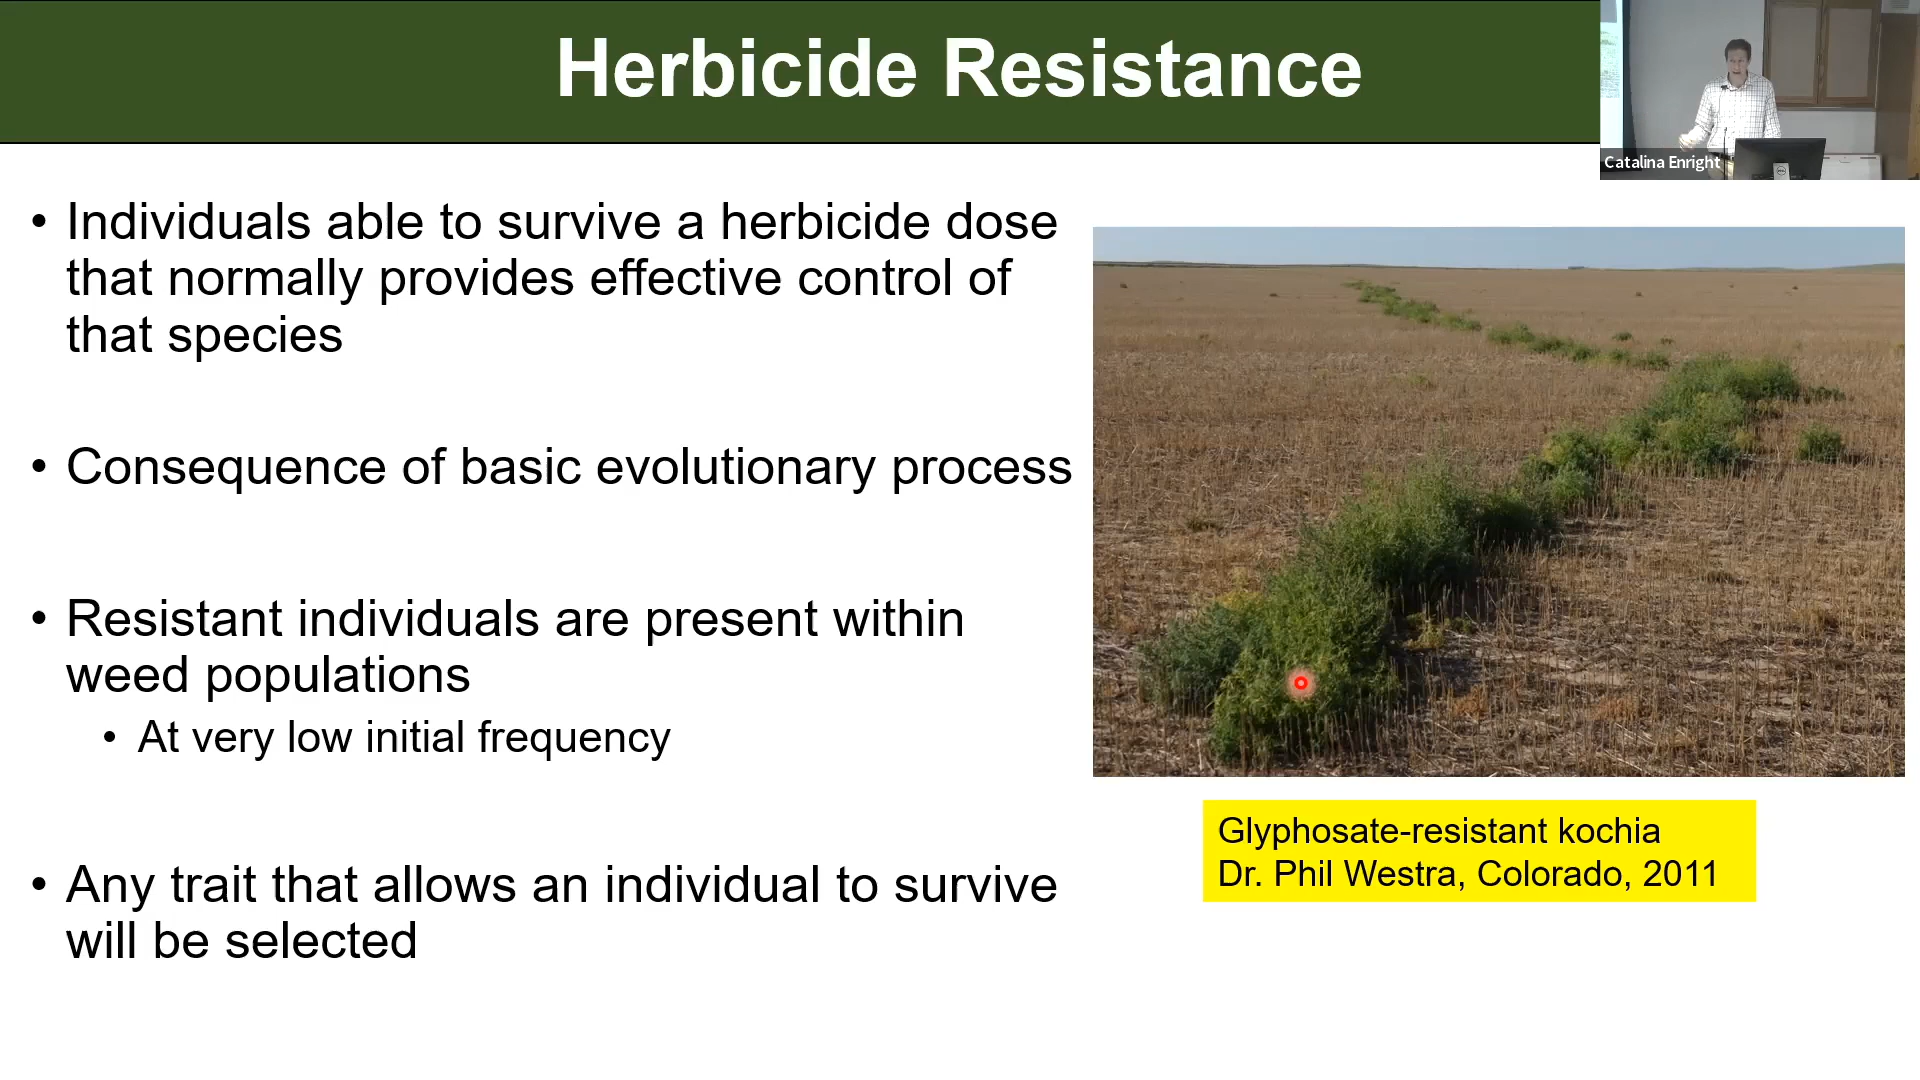 Herbicide Resistance
Catalina Enright
• Individuals able to survive a herbicide dose
that normally provides effective control of
that species
• Consequence of basic evolutionary process
• Resistant individuals are present within
weed populations
• At very low initial frequency
• Any trait that allows an individual to survive
will be selected
Glyphosate-resistant kochia
Dr. Phil Westra, Colorado, 2011